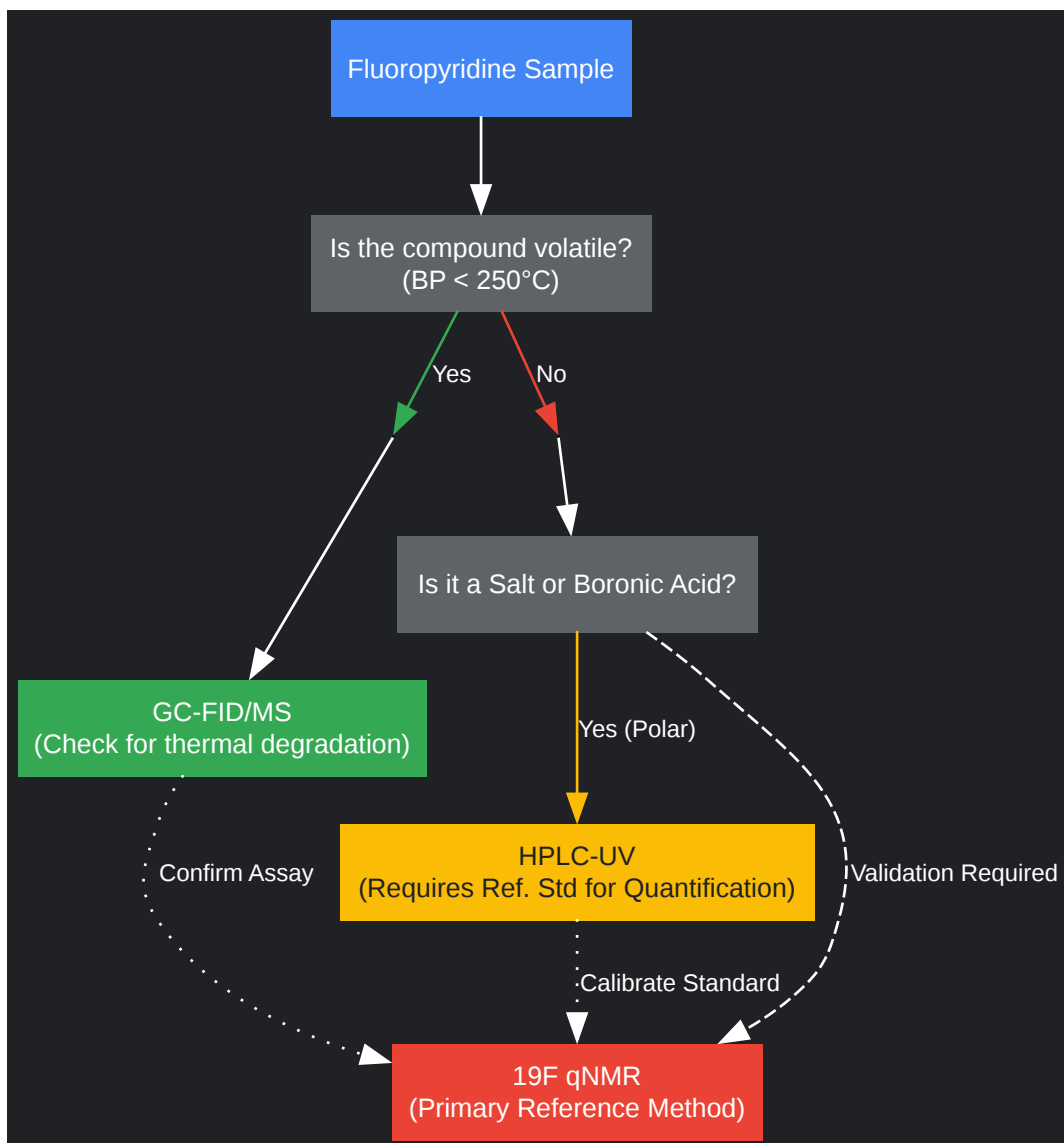 Fluoropyridine Sample
Is the compound volatile?
(BP < 250°C)
Yes
No
Is it a Salt or Boronic Acid?
GC-FID/MS
(Check for thermal degradation)
Yes (Polar)
HPLC-UV
(Requires Ref. Std for Quantification)
Confirm Assay
Validation Required
Calibrate Standard
19F qNMR
(Primary Reference Method)